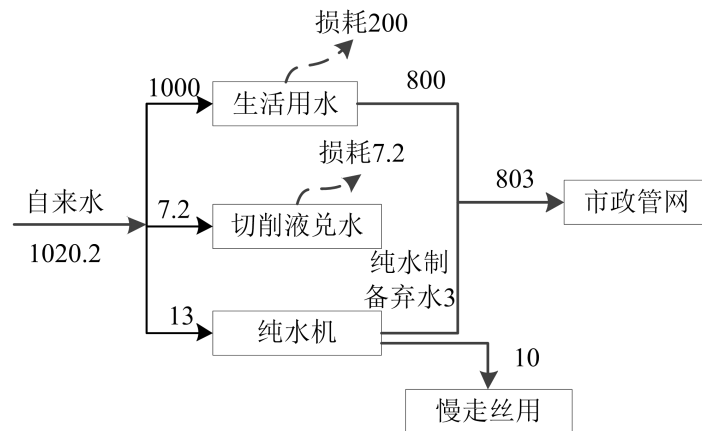 损耗200
1000
生活用水
800
损耗7.2
自来水
1020.2
7.2
切削液兑水
803
市政管网
纯水制
备弃水3
13
纯水机
10
慢走丝用